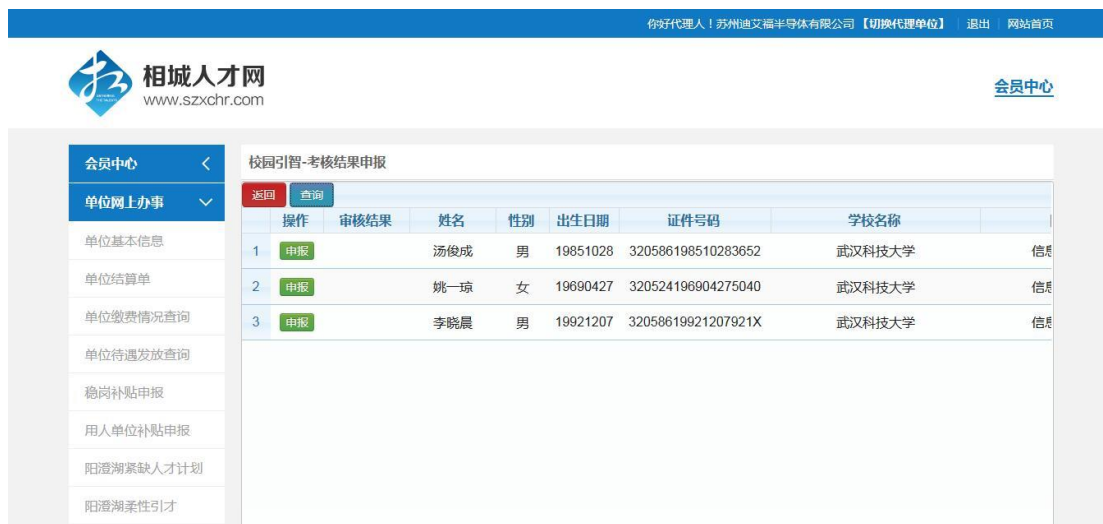 你好代理人！苏州迪艾福半导体有限公司【切换代理单位】 退出 网站首页
相城人才网
www.szxchr.com
会员中心
会员中心
校园引智-考核结果申报
单位网上办事
返回 查询
操作 审核结果 姓名 性别 出生日期 证件号码 学校名称
单位基本信息
1 申报 汤俊成 男 19851028 320586198510283652 武汉科技大学 信息
单位结算单
2 申报 姚一琼 女 19690427 320524196904275040 武汉科技大学 信息
单位缴费情况查询
3 申报 李晓晨 男 19921207 32058619921207921X 武汉科技大学 信息
单位待遇发放查询
稳岗补贴申报
用人单位补贴申报
阳澄湖紧缺人才计划
阳澄湖柔性引才